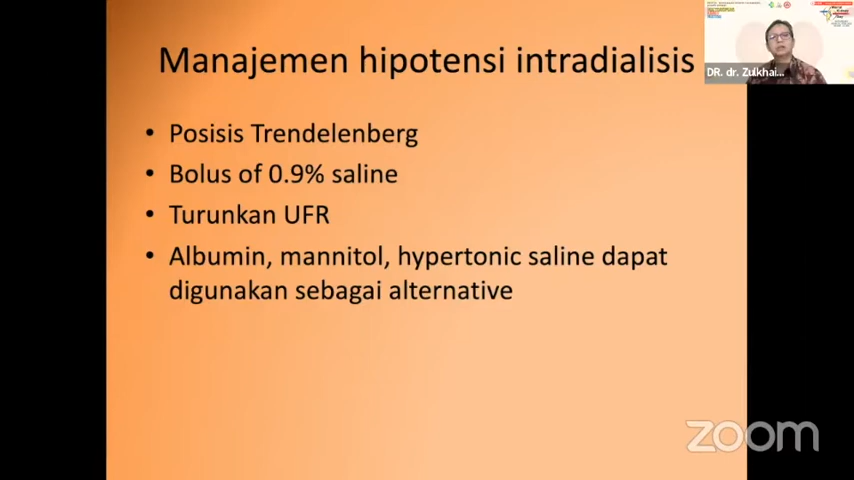 Manajemen hipotensi intradialisis
• Posisis Trendelenberg
• Bolus of 0.9% saline
• Turunkan UFR
• Albumin, mannitol, hypertonic saline dapat
digunakan sebagai alternative
DR. dr. Zulkhai...
zoom